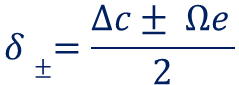 δ ± = (Δc ± Ωe) / 2